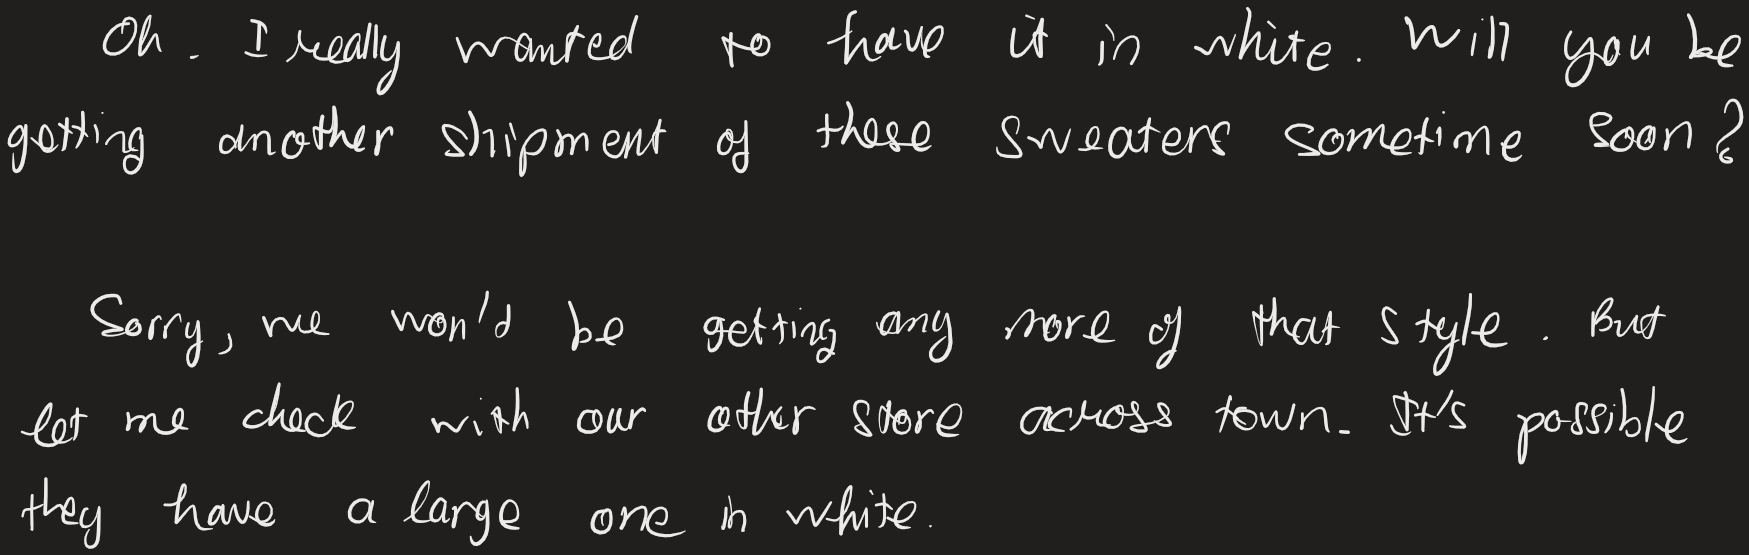 Oh. I really wanted to have it in white. Will you be
getting another shipment of these sweaters sometime soon?
Sorry, we won'd be getting any more of that style. But
let me check with our other store across town. It's possible
they have a large one in white.